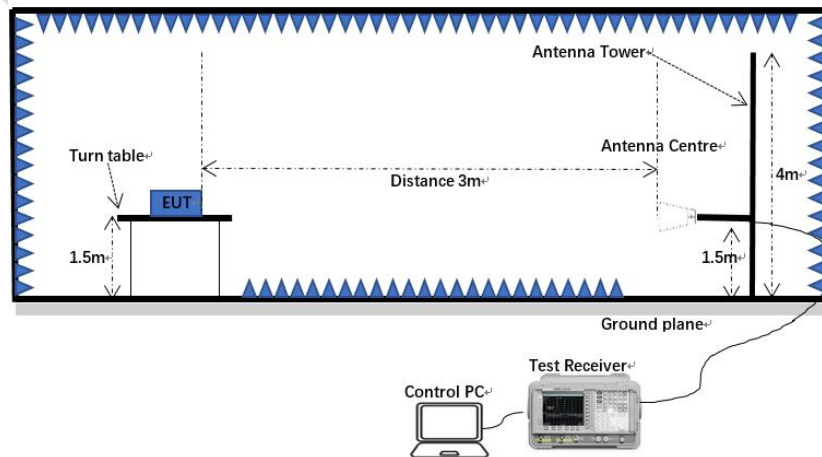 Antenna Tower
Turn table
Antenna Centre
Distance 3m
4m
EUT
1.5m
1.5m
Ground plane
Test Receiver
Control PC